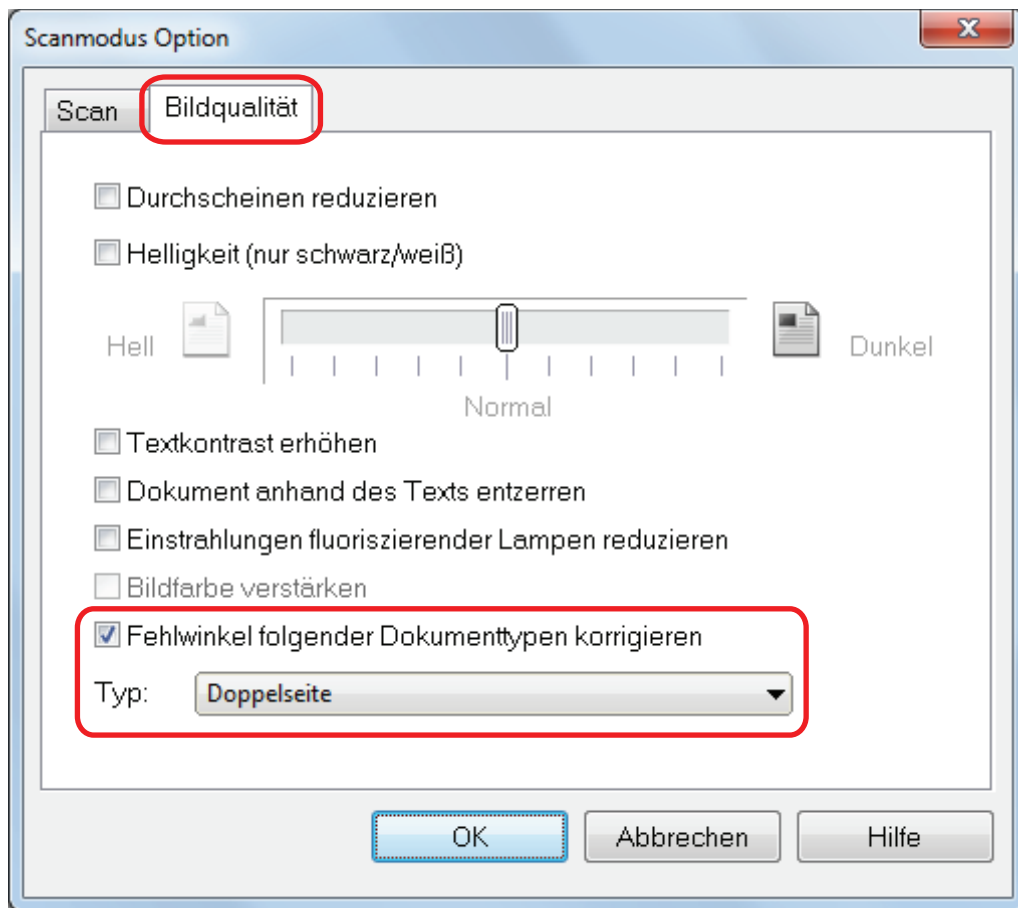 Scanmodus Option
Scan Bildqualität
Durchscheinen reduzieren
Helligkeit (nur schwarz/weiß)
Hell Dunkel
Normal
Textkontrast erhöhen
Dokument anhand des Texts entzerren
Einstrahlungen fluoriszierender Lampen reduzieren
Bildfarbe verstärken
Fehlwinkel folgender Dokumenttypen korrigieren
Typ: Doppelseite
OK Abbrechen Hilfe